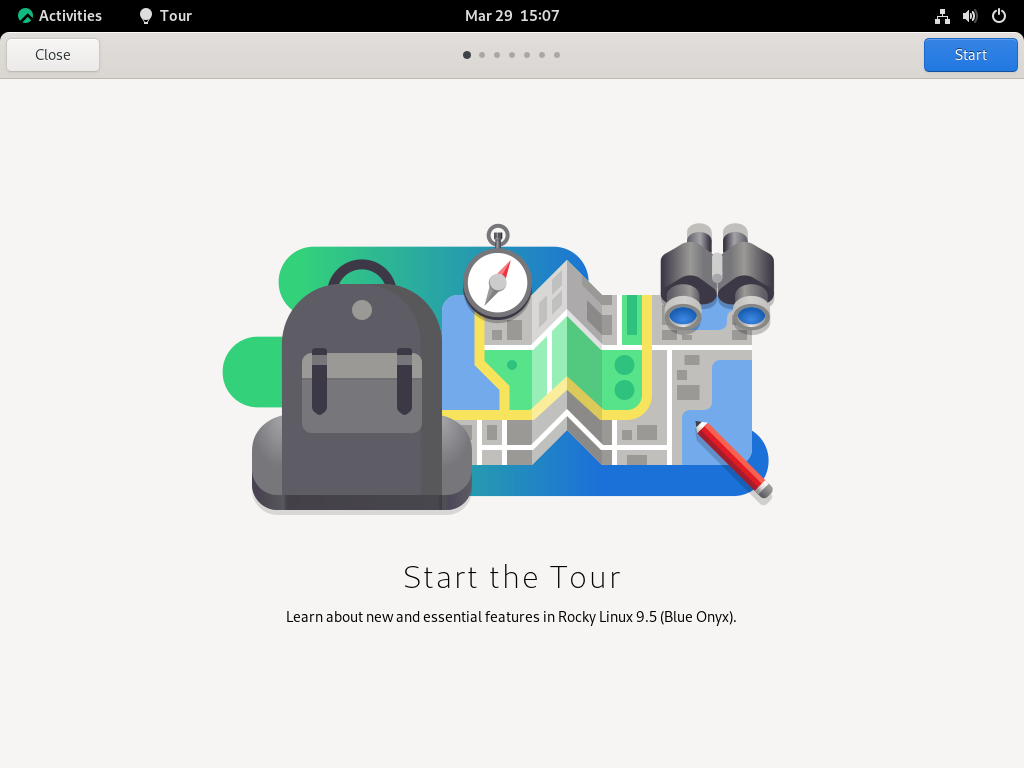 Activities Tour Mar 29 15:07
Close Start
Start the Tour
Learn about new and essential features in Rocky Linux 9.5 (Blue Onyx).